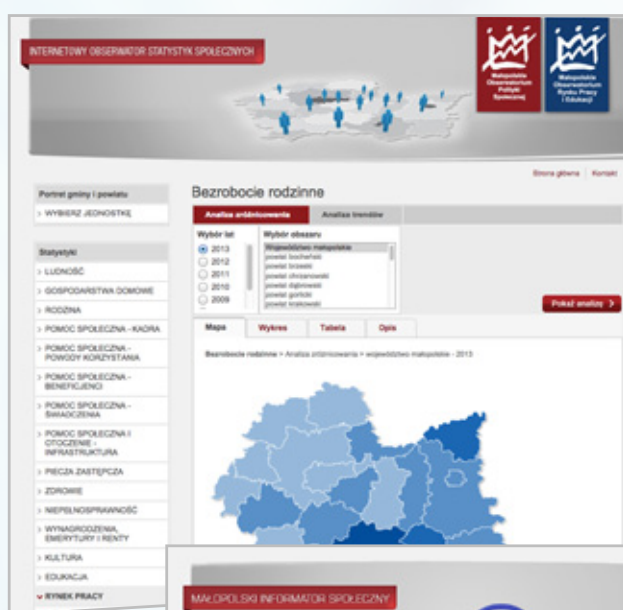 INTERNETOWY OBSERWATOR STATYSTYK SPOŁECZNYCH
Małopolskie
Obserwatorium
Polityki
Społecznej
Małopolskie
Obserwatorium
Rynku Pracy
i Edukacji
Strona główna
Kontakt
Portret gminy i powiatu
> WYBIERZ JEDNOSTKĘ
Statystyki
> LUDNOŚĆ
> GOSPODARSTWA DOMOWE
> RODZINA
> POMOC SPOŁECZNA - KADRA
> POMOC SPOŁECZNA -
POWODY KORZYSTANIA
> POMOC SPOŁECZNA -
BENEFICJENCI
> POMOC SPOŁECZNA -
ŚWIADCZENIA
> POMOC SPOŁECZNA I
OTOCZENIE -
INFRASTRUKTURA
> PIECZA ZASTĘPCZA
> ZDROWIE
> NIEPEŁNOSPRAWNOŚĆ
> WYNAGRODZENIA,
EMERYTURY I RENTY
> KULTURA
> EDUKACJA
RYNEK PRACY
Bezrobocie rodzinne
Analiza zróżnicowania
Analiza trendów
Wybór lat
2013
2012
2011
2010
2009
Wybór obszaru
Województwo małopolskie
powiat bocheński
powiat brzeski
powiat chrzanowski
powiat dąbrowski
powiat gorlicki
powiat krakowski
Pokaż analizę >
Mapa
Wykres
Tabela
Opis
Bezrobocie rodzinne > Analiza zróżnicowania > województwo małopolskie - 2013
MAŁOPOLSKI INFORMATOR SPOŁECZNY